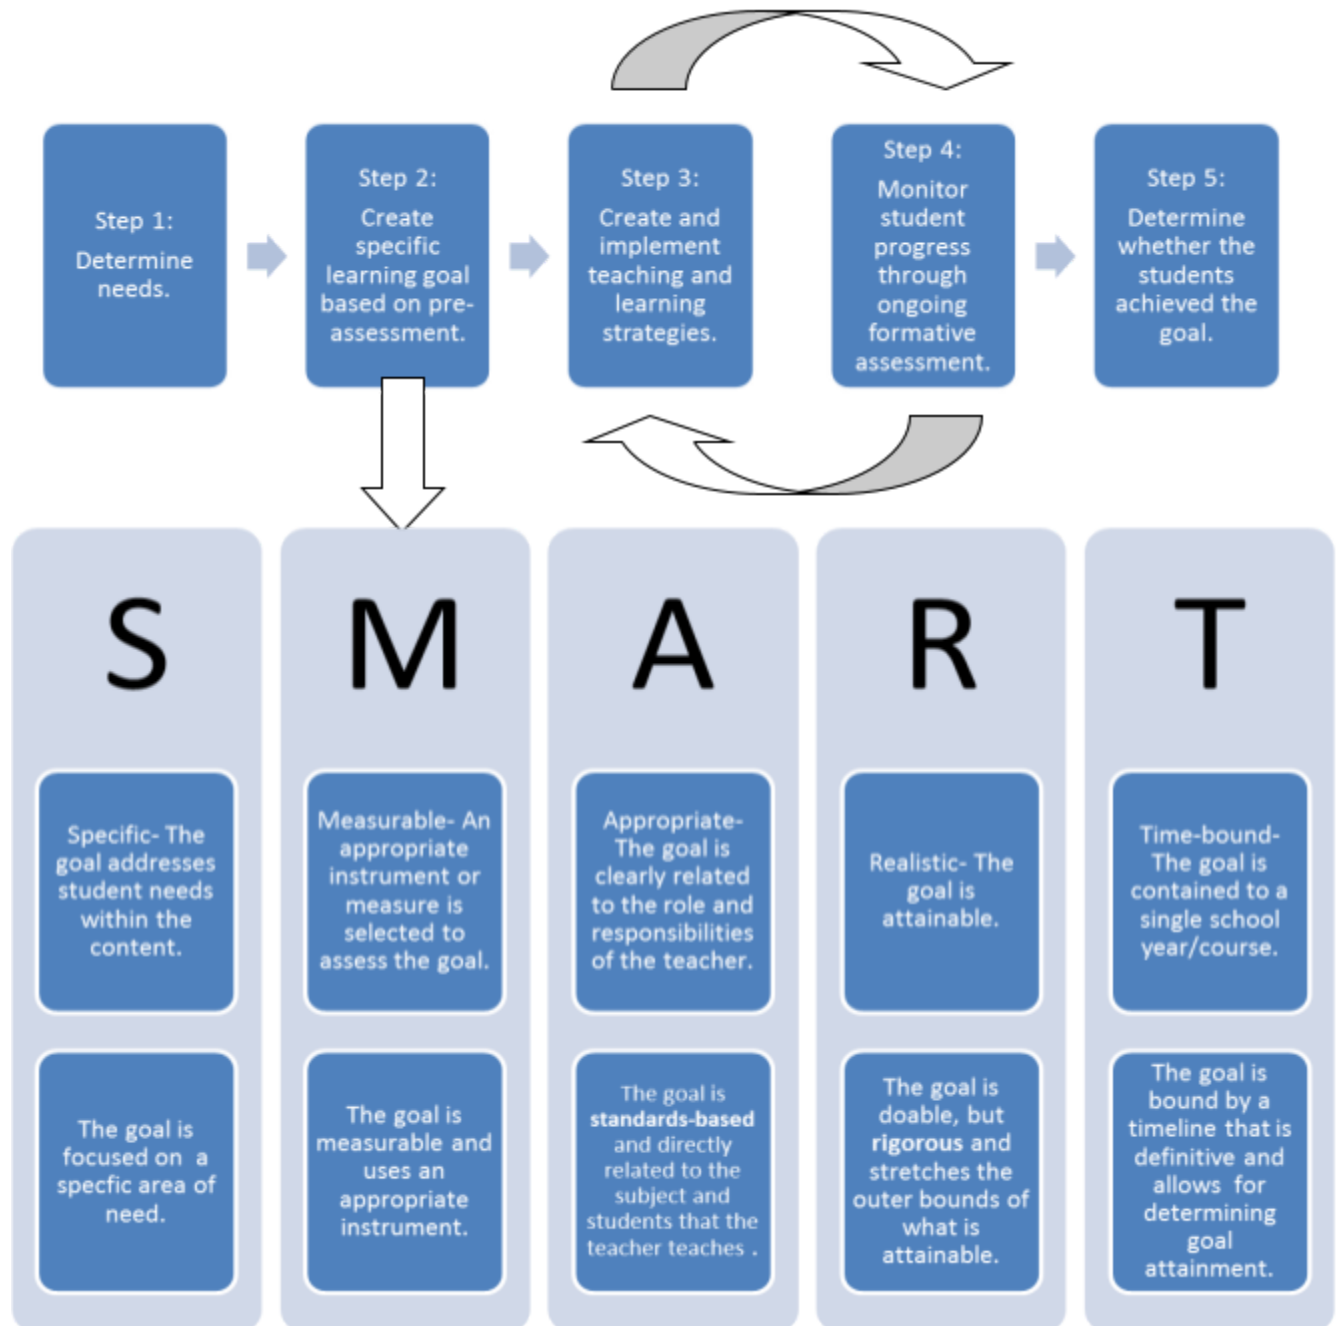 Step 1:
Determine
needs.
Step 2:
Create
specific
learning goal
based on pre-
assessment.
Step 3:
Create and
implement
teaching and
learning
strategies.
Step 4:
Monitor
student
progress
through
ongoing
formative
assessment.
Step 5:
Determine
whether the
students
achieved the
goal.
S
M
A
R
T
Specific- The
goal addresses
student needs
within the
content.
Measurable- An
appropriate
instrument or
measure is
selected to
assess the goal.
Appropriate-
The goal is
clearly related
to the role and
responsibilities
of the teacher.
Realistic- The
goal is
attainable.
Time-bound-
The goal is
contained to a
single school
year/course.
The goal is
focused on a
specfic area of
need.
The goal is
measurable and
uses an
appropriate
instrument.
The goal is
standards-based
and directly
related to the
subject and
students that the
teacher teaches .
The goal is
doable, but
rigorous and
stretches the
outer bounds of
what is
attainable.
The goal is
bound by a
timeline that is
definitive and
allows for
determining
goal
attainment.